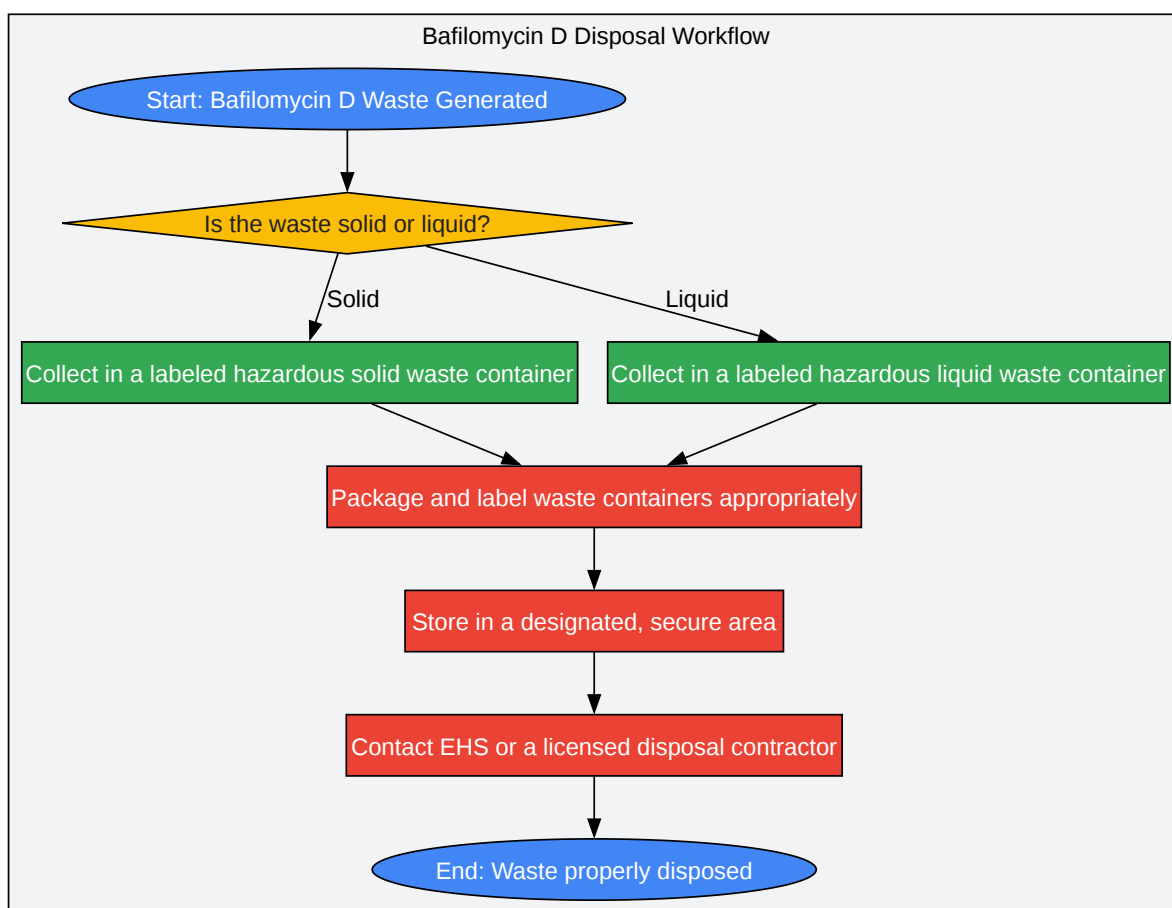 Bafilomycin D Disposal Workflow
Start: Bafilomycin D Waste Generated
Is the waste solid or liquid?
Solid
Liquid
Collect in a labeled hazardous solid waste container
Collect in a labeled hazardous liquid waste container
Package and label waste containers appropriately
Store in a designated, secure area
Contact EHS or a licensed disposal contractor
End: Waste properly disposed